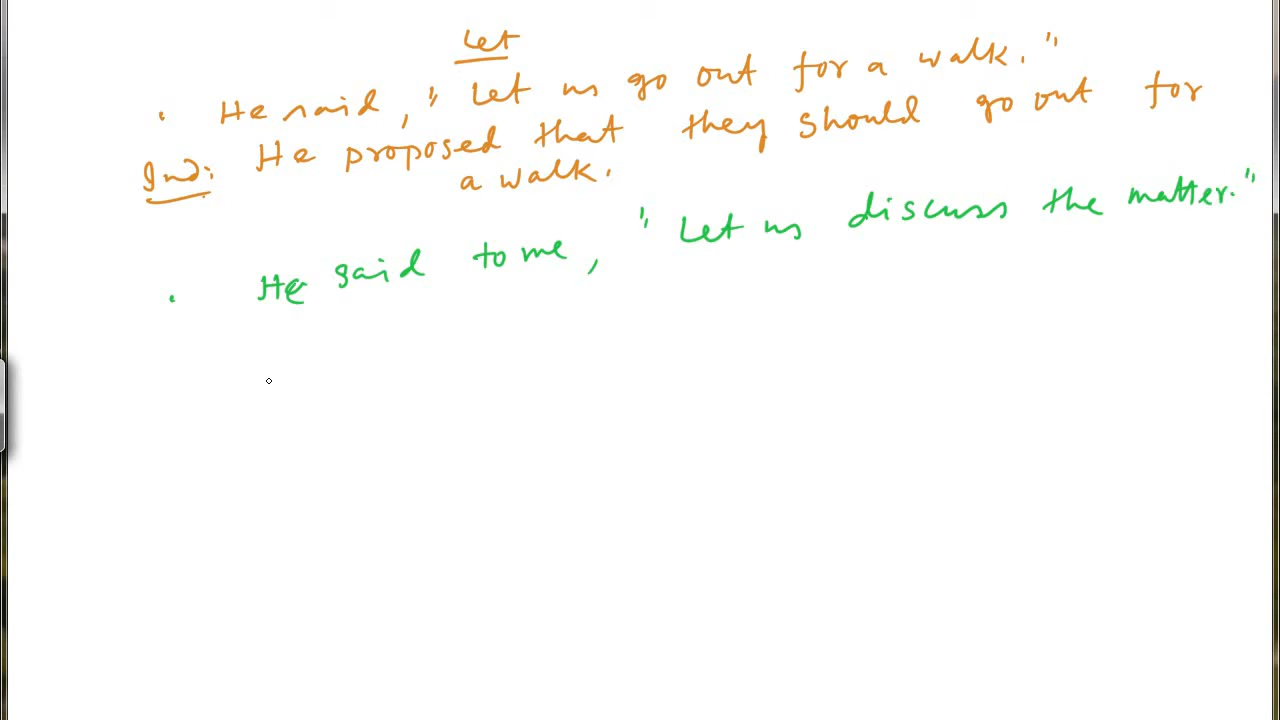 Let
. He said, "Let us go out for a walk."
Ind: He proposed that they should go out for
a walk.
. He said to me, "Let us discuss the matter."